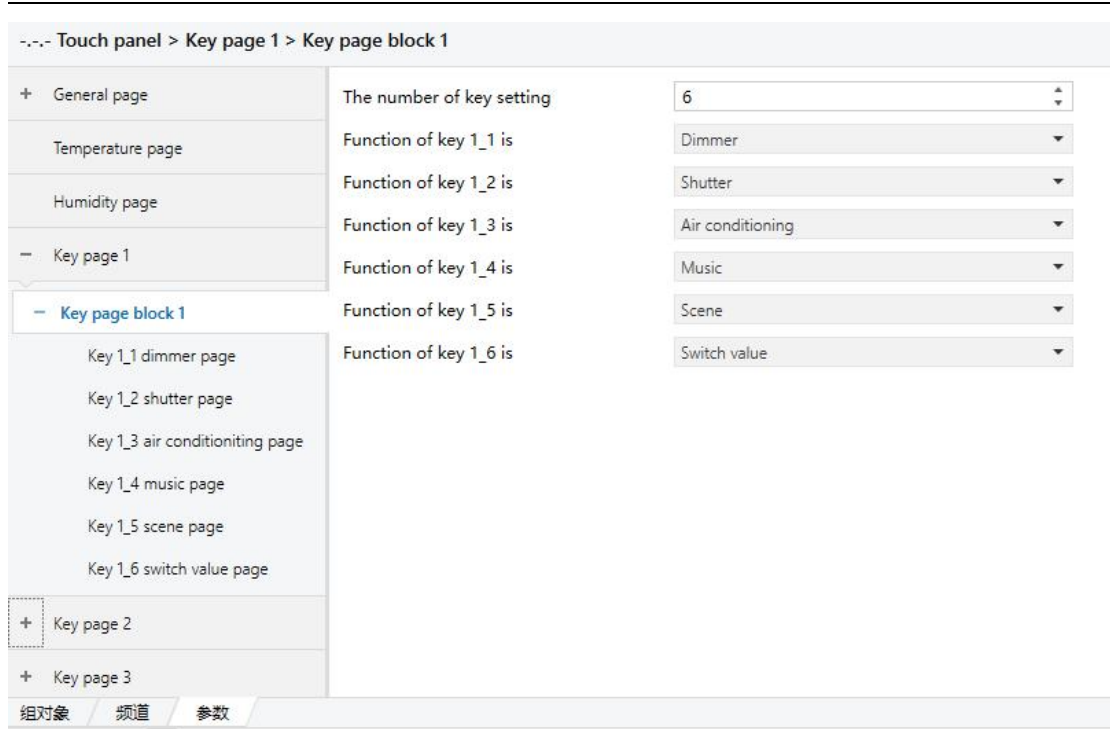 -.-.- Touch panel > Key page 1 > Key page block 1
+ General page
Temperature page
Humidity page
− Key page 1
− Key page block 1
Key 1_1 dimmer page
Key 1_2 shutter page
Key 1_3 air conditioniting page
Key 1_4 music page
Key 1_5 scene page
Key 1_6 switch value page
+ Key page 2
+ Key page 3
The number of key setting 6
Function of key 1_1 is Dimmer
Function of key 1_2 is Shutter
Function of key 1_3 is Air conditioning
Function of key 1_4 is Music
Function of key 1_5 is Scene
Function of key 1_6 is Switch value
组对象 频道 参数